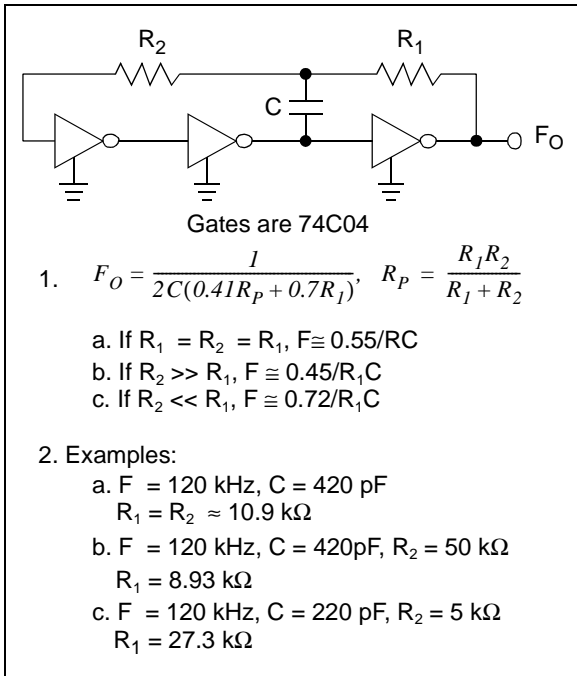 R2 R1
C
FO
Gates are 74C04
1. FO = 1 / 2C(0.41RP + 0.7R1), RP = R1R2 / R1 + R2
a. If R1 = R2 = R1, F≅ 0.55/RC
b. If R2 >> R1, F ≅ 0.45/R1C
c. If R2 << R1, F ≅ 0.72/R1C
2. Examples:
a. F = 120 kHz, C = 420 pF
R1 = R2 ≈ 10.9 kΩ
b. F = 120 kHz, C = 420pF, R2 = 50 kΩ
R1 = 8.93 kΩ
c. F = 120 kHz, C = 220 pF, R2 = 5 kΩ
R1 = 27.3 kΩ